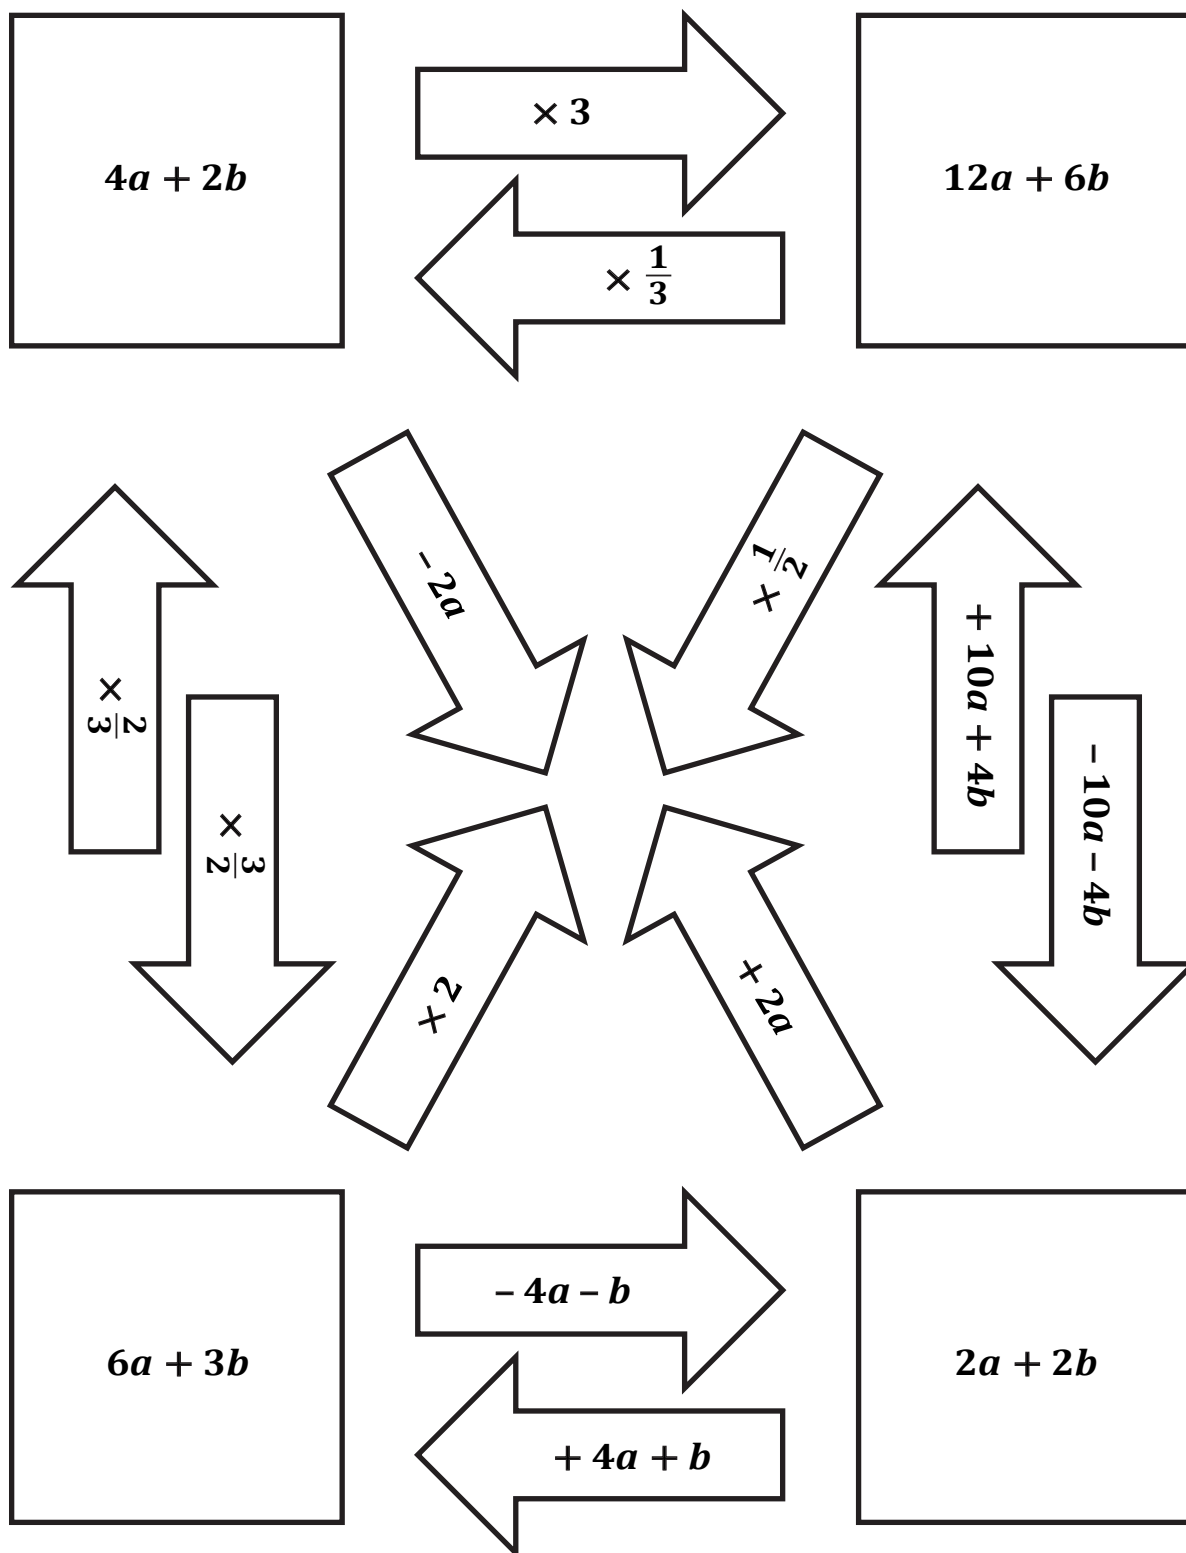 × 3
4a + 2b
12a + 6b
× 1/3
– 2a
× 1/2
× 2/3
+ 10a + 4b
× 3/2
– 10a – 4b
× 2
+ 2a
– 4a – b
6a + 3b
2a + 2b
+ 4a + b